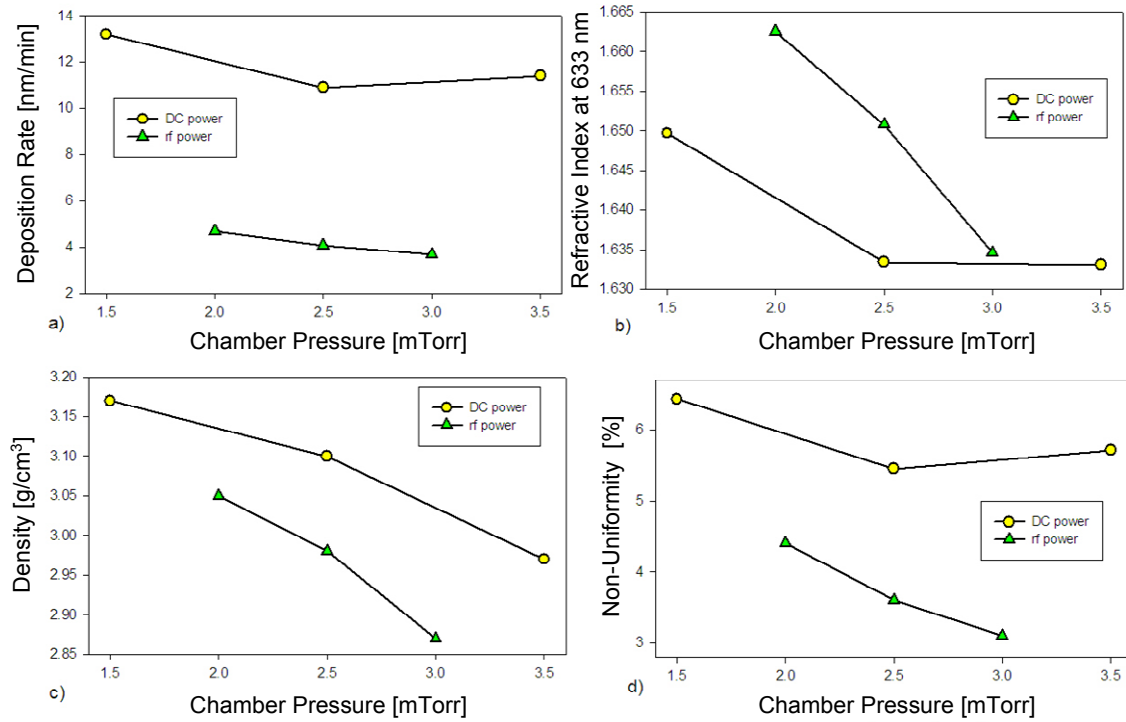 Deposition Rate [nm/min]
14
12
10
8
6
4
2
DC power
rf power
1.5
2.0
2.5
3.0
3.5
a)
Chamber Pressure [mTorr]
Refractive Index at 633 nm
1.665
1.660
1.655
1.650
1.645
1.640
1.635
1.630
DC power
rf power
1.5
2.0
2.5
3.0
3.5
b)
Chamber Pressure [mTorr]
Density [g/cm³]
3.20
3.15
3.10
3.05
3.00
2.95
2.90
2.85
DC power
rf power
1.5
2.0
2.5
3.0
3.5
c)
Chamber Pressure [mTorr]
Non-Uniformity [%]
6
5
4
3
DC power
rf power
1.5
2.0
2.5
3.0
3.5
d)
Chamber Pressure [mTorr]